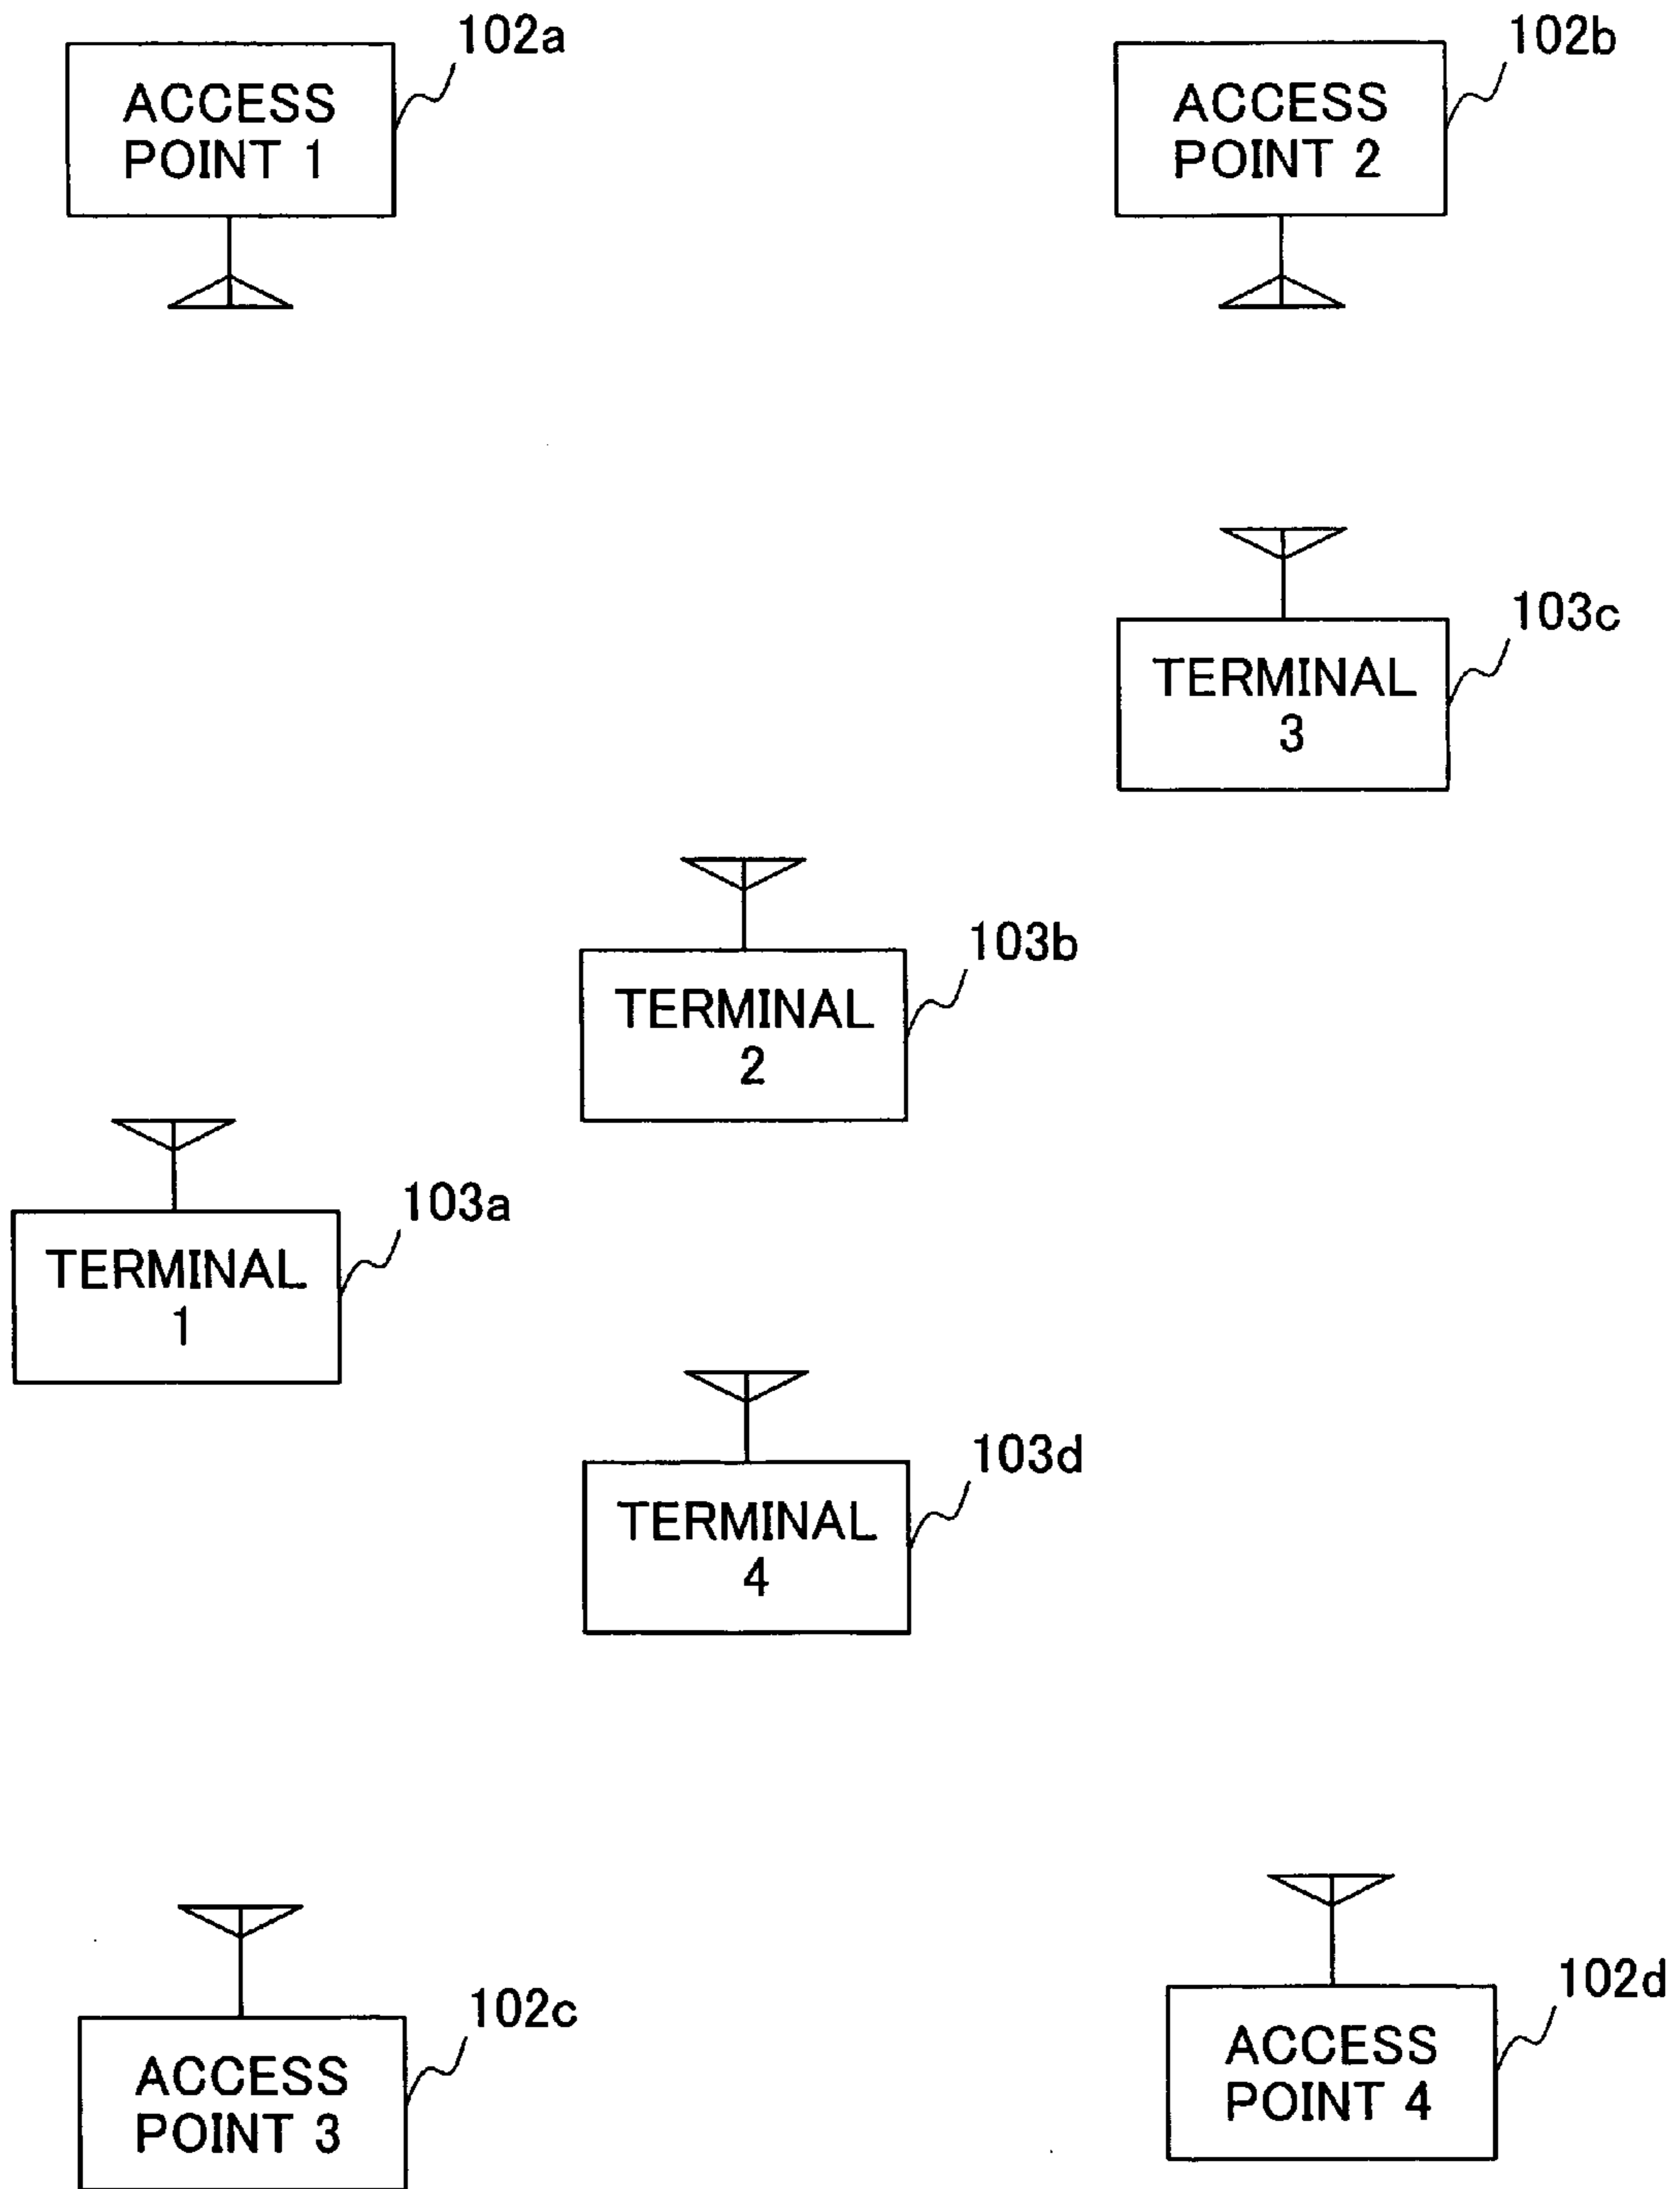 102a
ACCESS
POINT 1
102b
ACCESS
POINT 2
103c
TERMINAL
3
103b
TERMINAL
2
103a
TERMINAL
1
103d
TERMINAL
4
102c
ACCESS
POINT 3
102d
ACCESS
POINT 4